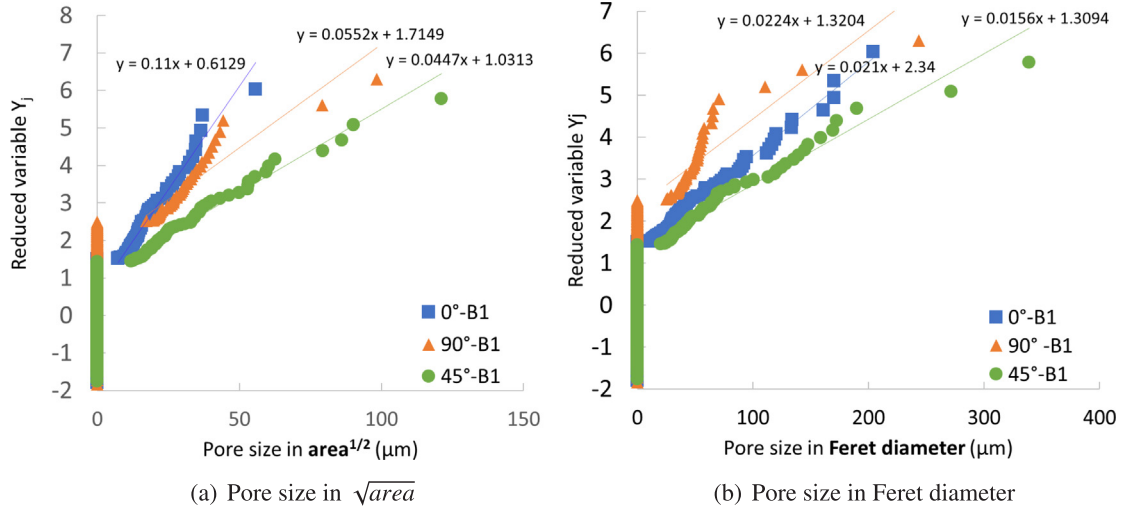 8
7
6
5
4
3
2
1
0
-1
-2
Reduced variable Yj
y = 0.0552x + 1.7149
y = 0.0447x + 1.0313
y = 0.11x + 0.6129
0°-B1
90°-B1
45°-B1
0 50 100 150
Pore size in area1/2 (µm)
(a) Pore size in √area
8
7
6
5
4
3
2
1
0
-1
-2
Reduced variable Yj
y = 0.0224x + 1.3204
y = 0.0156x + 1.3094
y = 0.021x + 2.34
0°-B1
90° -B1
45°-B1
0 100 200 300 400
Pore size in Feret diameter (µm)
(b) Pore size in Feret diameter